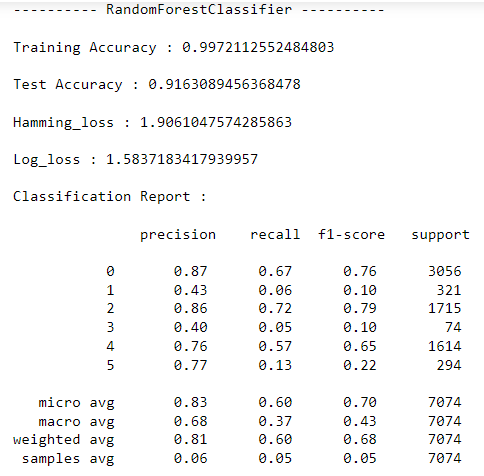 ---------- RandomForestClassifier ----------
Training Accuracy : 0.9972112552484803
Test Accuracy : 0.9163089456368478
Hamming_loss : 1.9061047574285863
Log_loss : 1.5837183417939957
Classification Report :
precision recall f1-score support
0 0.87 0.67 0.76 3056
1 0.43 0.06 0.10 321
2 0.86 0.72 0.79 1715
3 0.40 0.05 0.10 74
4 0.76 0.57 0.65 1614
5 0.77 0.13 0.22 294
micro avg 0.83 0.60 0.70 7074
macro avg 0.68 0.37 0.43 7074
weighted avg 0.81 0.60 0.68 7074
samples avg 0.06 0.05 0.05 7074